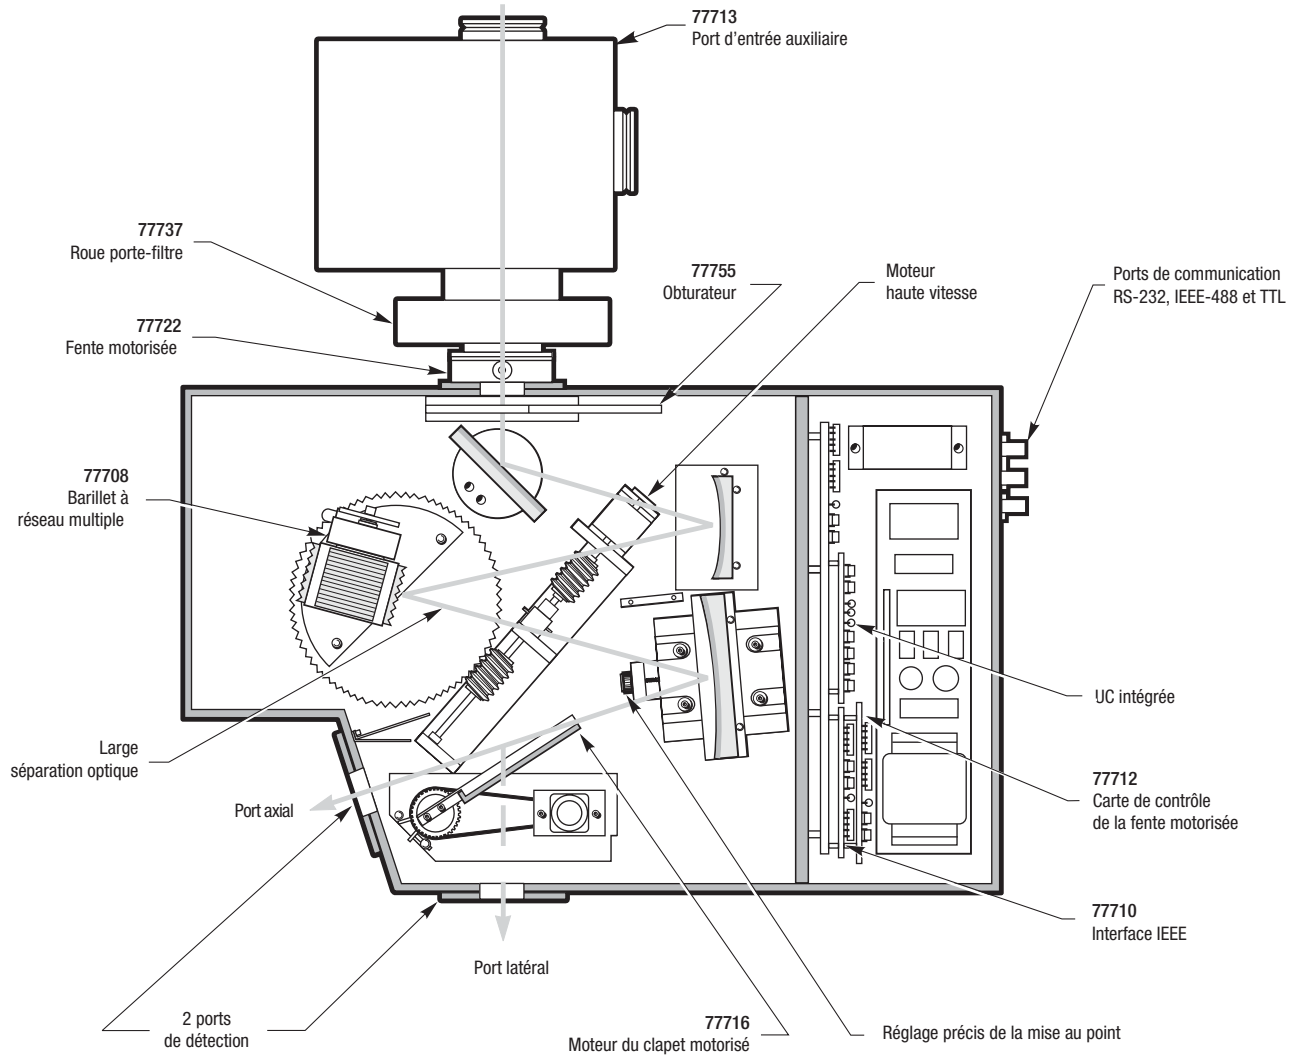 77713
Port d'entrée auxiliaire
77737
Roue porte-filtre
77755
Obturateur
Moteur
haute vitesse
Ports de communication
RS-232, IEEE-488 et TTL
77722
Fente motorisée
77708
Barillet à
réseau multiple
UC intégrée
Large
séparation optique
Port axial
77712
Carte de contrôle
de la fente motorisée
77710
Interface IEEE
Port latéral
2 ports
de détection
77716
Moteur du clapet motorisé
Réglage précis de la mise au point